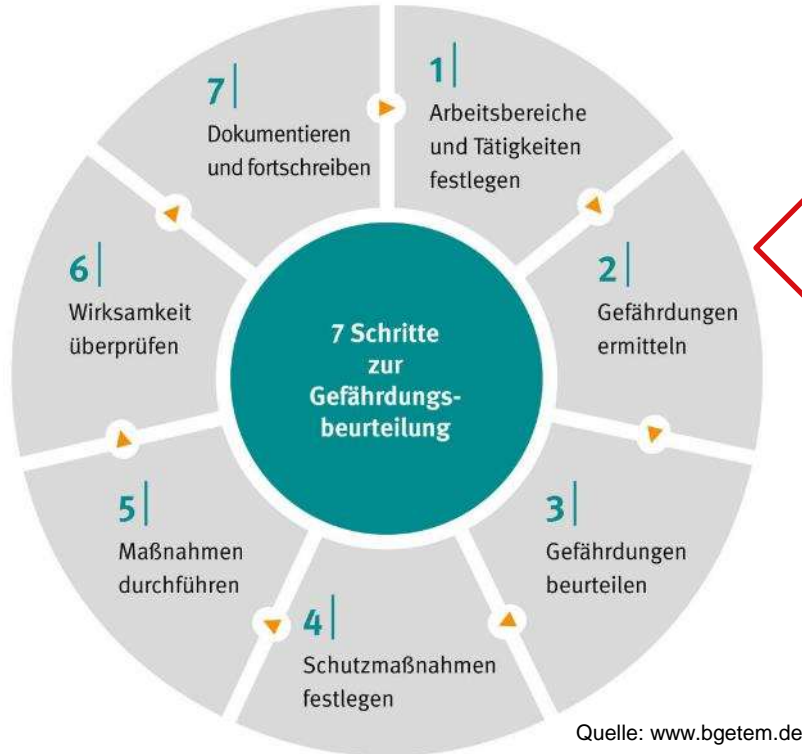 7 Schritte
zur
Gefährdungs-
beurteilung
1
Arbeitsbereiche
und Tätigkeiten
festlegen
2
Gefährdungen
ermitteln
3
Gefährdungen
beurteilen
4
Schutzmaßnahmen
festlegen
5
Maßnahmen
durchführen
6
Wirksamkeit
überprüfen
7
Dokumentieren
und fortschreiben
Quelle: www.bgetem.de